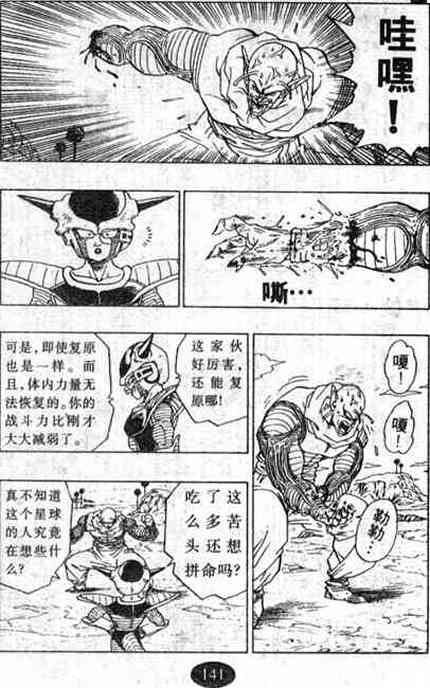 哇嘿！
嘶…
嗄！
嗄！
勒勒…
这家伙
好厉害，
还能复
原哪！
可是，即使复原
也是一样。而
且，体内力量无
法恢复的。你的
战斗力比刚才
大大减弱了。
吃了这
么多苦
头还想
拼命吗？
真不知道
这个星球
的人究竟
在想些什
么？
141